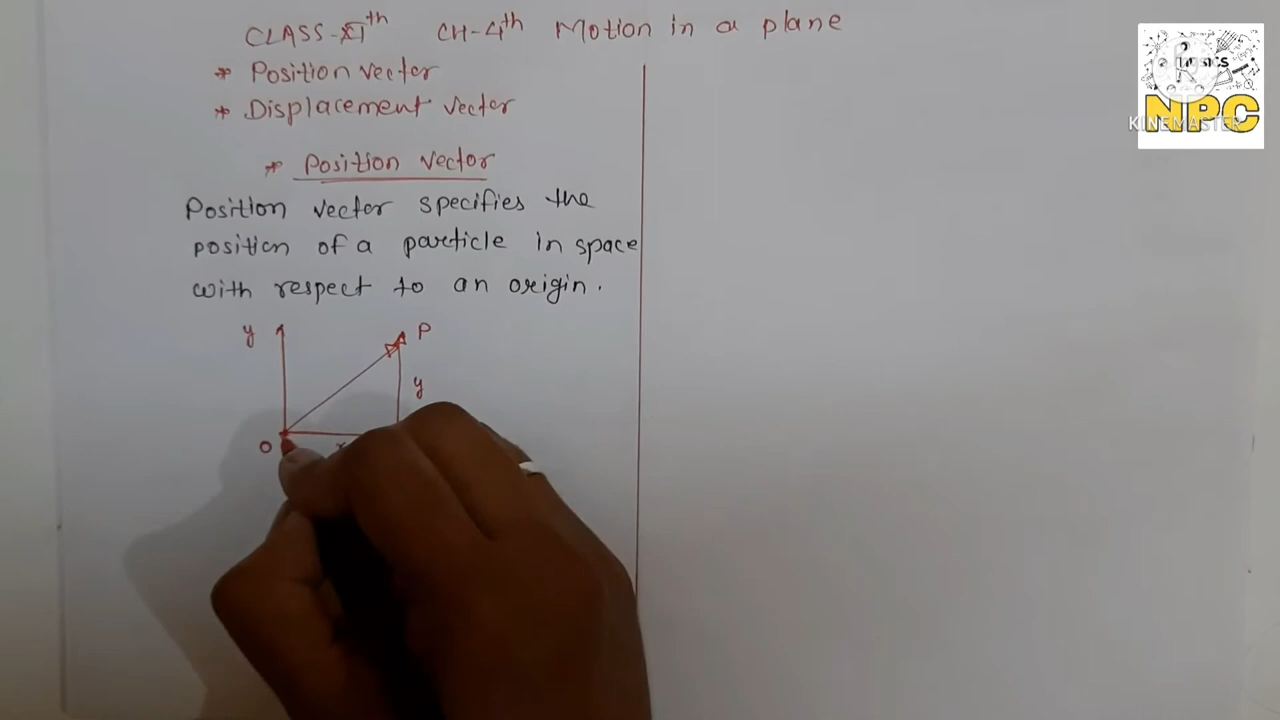 CLASS-XIth CH-4th Motion in a plane
* Position vector
* Displacement vector
* Position vector
Position vector specifies the
position of a particle in space
with respect to an origin.
y
P
y
O
x
PHYSICS
NPC
KINEMASTER